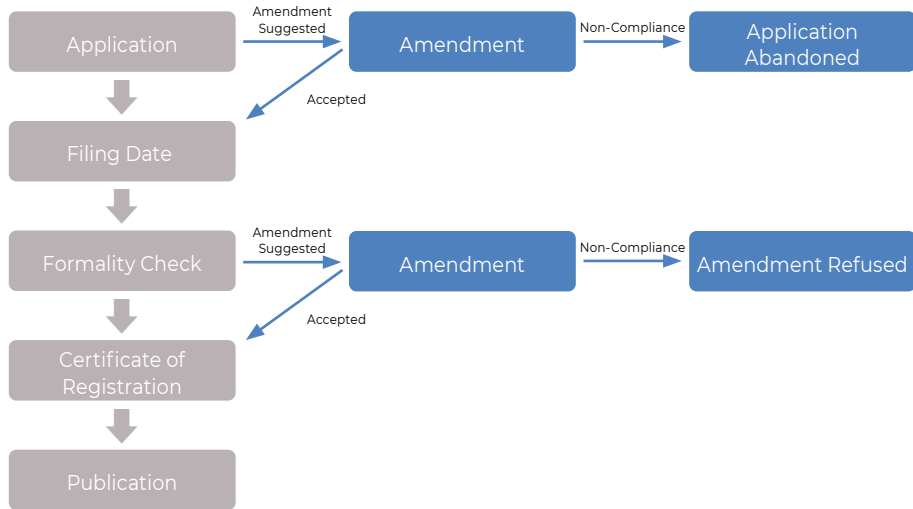 Application
Amendment
Suggested
Amendment
Non-Compliance
Application
Abandoned
Accepted
Filing Date
Formality Check
Amendment
Suggested
Amendment
Non-Compliance
Amendment Refused
Accepted
Certificate of
Registration
Publication